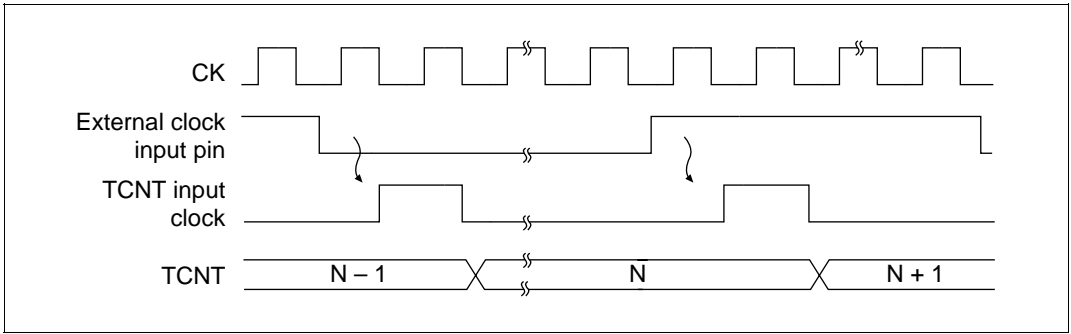 CK
External clock
input pin
TCNT input
clock
TCNT
N – 1
N
N + 1